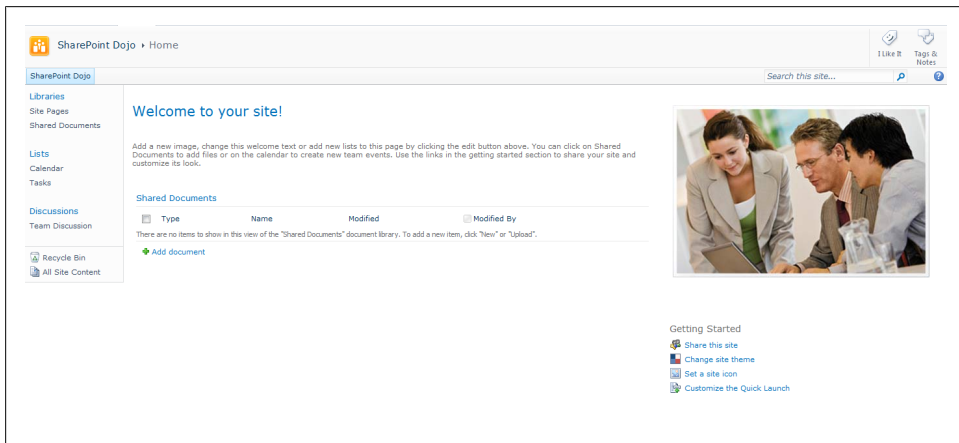 SharePoint Dojo ▸ Home
I Like It
Tags &
Notes
SharePoint Dojo
Search this site...
Libraries
Site Pages
Shared Documents
Lists
Calendar
Tasks
Discussions
Team Discussion
Recycle Bin
All Site Content
Welcome to your site!
Add a new image, change this welcome text or add new lists to this page by clicking the edit button above. You can click on Shared
Documents to add files or on the calendar to create new team events. Use the links in the getting started section to share your site and
customize its look.
Shared Documents
Type Name Modified Modified By
There are no items to show in this view of the "Shared Documents" document library. To add a new item, click "New" or "Upload".
Add document
Getting Started
Share this site
Change site theme
Set a site icon
Customize the Quick Launch